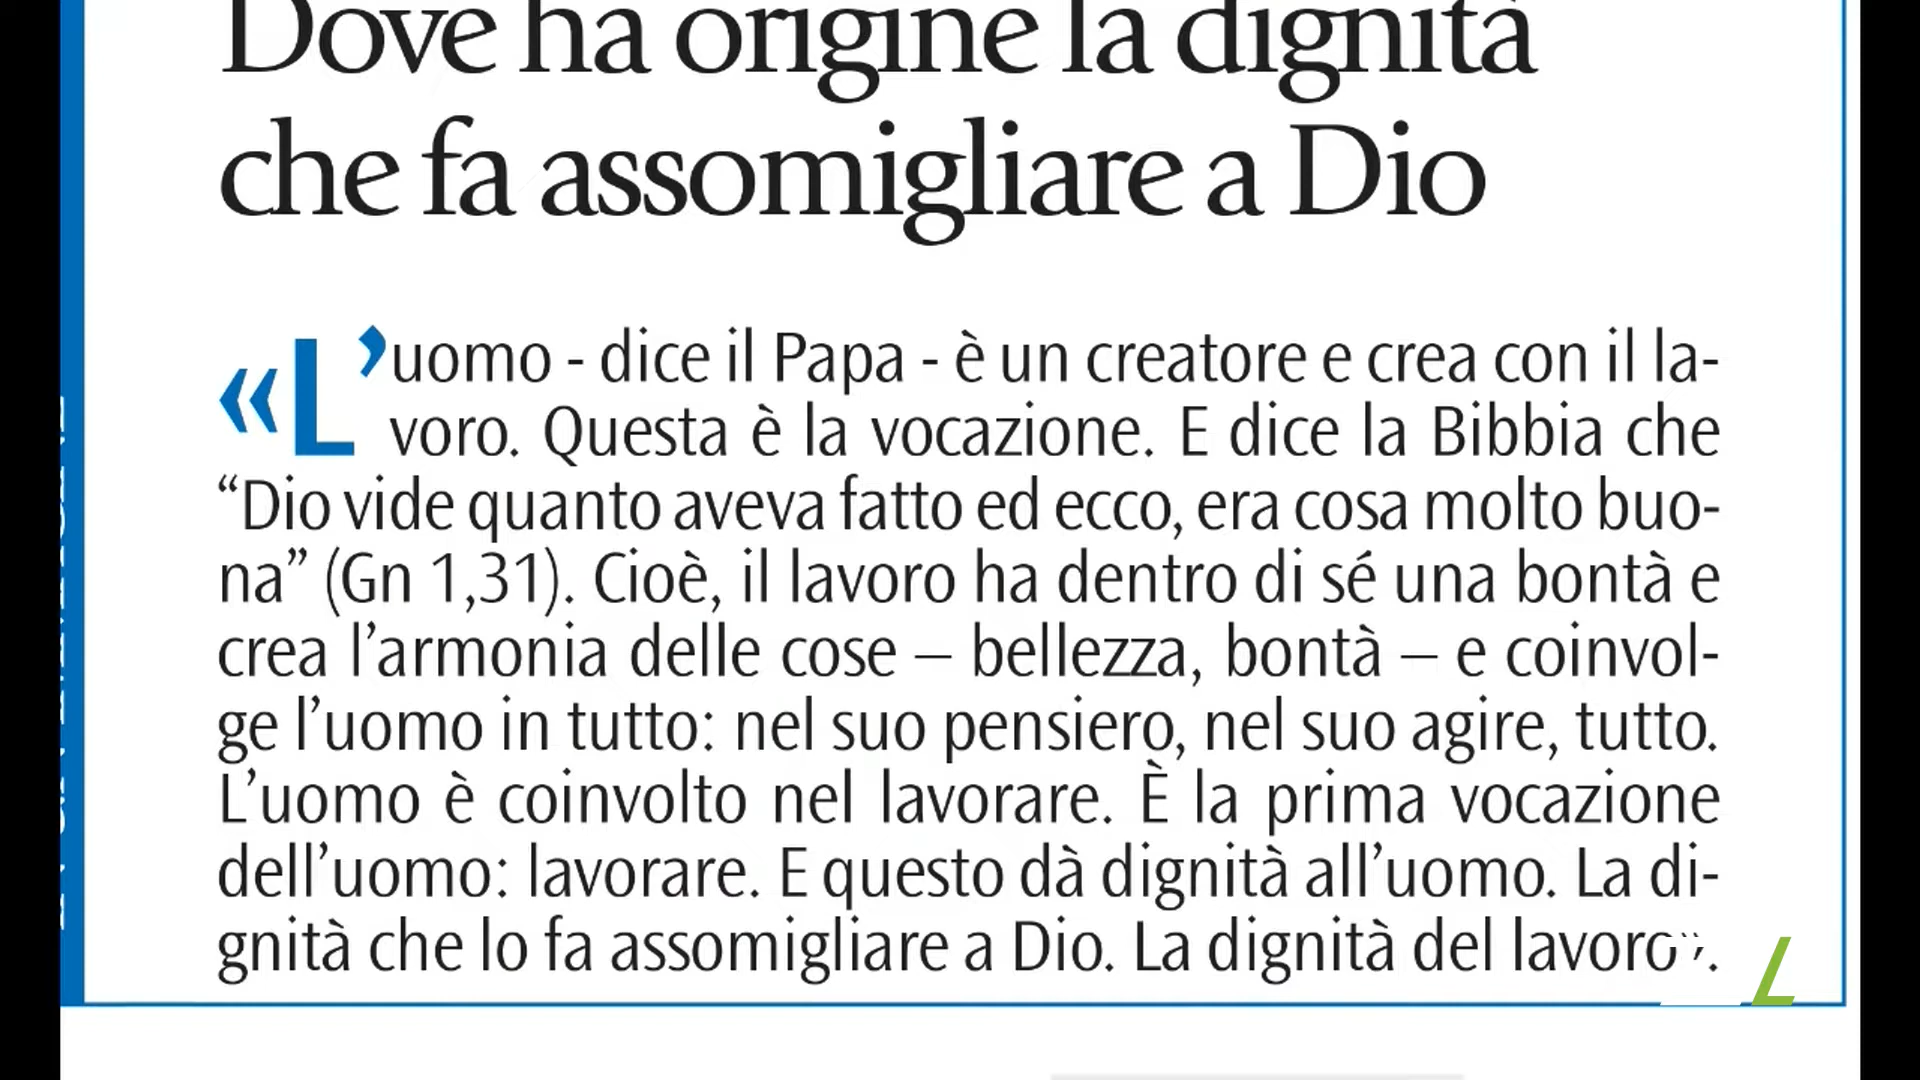 Dove ha origine la dignità
che fa assomigliare a Dio
«L’uomo - dice il Papa - è un creatore e crea con il la-
voro. Questa è la vocazione. E dice la Bibbia che
“Dio vide quanto aveva fatto ed ecco, era cosa molto buo-
na” (Gn 1,31). Cioè, il lavoro ha dentro di sé una bontà e
crea l’armonia delle cose – bellezza, bontà – e coinvol-
ge l’uomo in tutto: nel suo pensiero, nel suo agire, tutto.
L’uomo è coinvolto nel lavorare. È la prima vocazione
dell’uomo: lavorare. E questo dà dignità all’uomo. La di-
gnità che lo fa assomigliare a Dio. La dignità del lavoro».
L